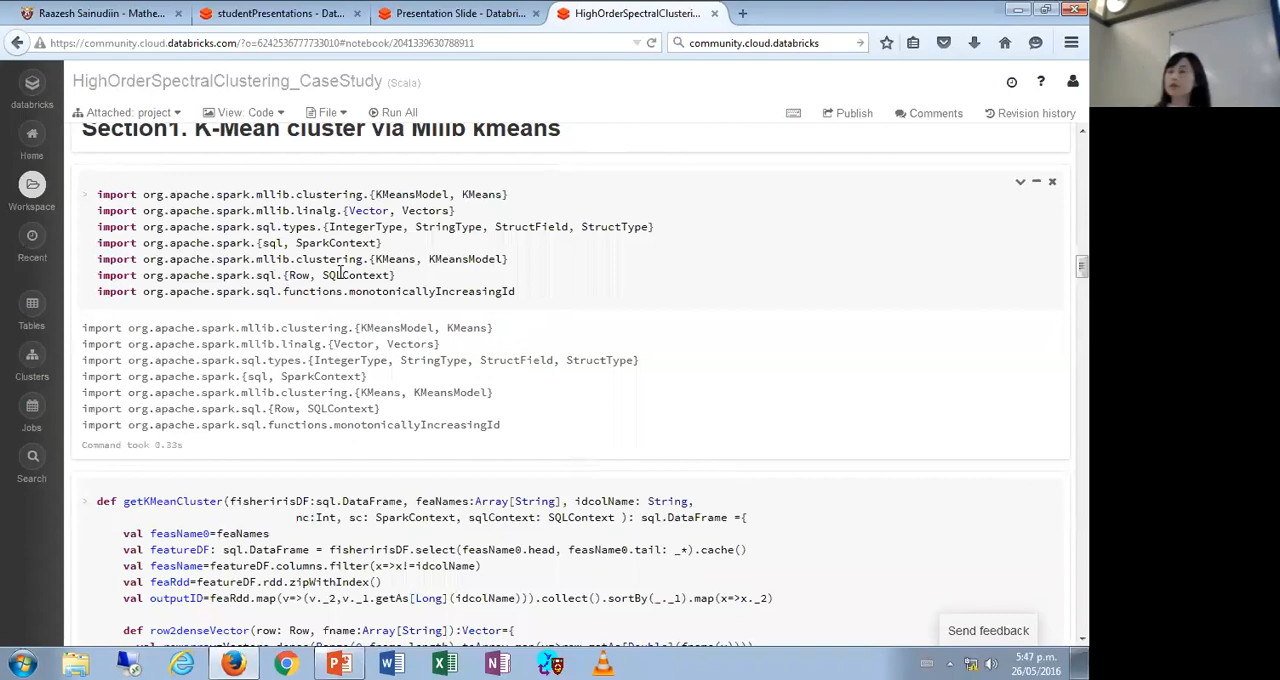 Raazesh Sainudiin - Mathe...
studentPresentations - Dat...
Presentation Slide - Databri...
HighOrderSpectralClusterin...
https://community.cloud.databricks.com/?o=6242536777733010#notebook/2041339630788911
community.cloud.databricks
databricks
Home
Workspace
Recent
Tables
Clusters
Jobs
Search
HighOrderSpectralClustering_CaseStudy (Scala)
Attached: project
View: Code
File
Run All
Publish
Comments
Revision history
Section1. K-Mean cluster via Mllib kmeans
import org.apache.spark.mllib.clustering.{KMeansModel, KMeans}
import org.apache.spark.mllib.linalg.{Vector, Vectors}
import org.apache.spark.sql.types.{IntegerType, StringType, StructField, StructType}
import org.apache.spark.{sql, SparkContext}
import org.apache.spark.mllib.clustering.{KMeans, KMeansModel}
import org.apache.spark.sql.{Row, SQLContext}
import org.apache.spark.sql.functions.monotonicallyIncreasingId
import org.apache.spark.mllib.clustering.{KMeansModel, KMeans}
import org.apache.spark.mllib.linalg.{Vector, Vectors}
import org.apache.spark.sql.types.{IntegerType, StringType, StructField, StructType}
import org.apache.spark.{sql, SparkContext}
import org.apache.spark.mllib.clustering.{KMeans, KMeansModel}
import org.apache.spark.sql.{Row, SQLContext}
import org.apache.spark.sql.functions.monotonicallyIncreasingId
Command took 0.33s
def getKMeanCluster(fisheririsDF:sql.DataFrame, feaNames:Array[String], idcolName: String,
nc:Int, sc: SparkContext, sqlContext: SQLContext ): sql.DataFrame ={
val feasName0=feaNames
val featureDF: sql.DataFrame = fisheririsDF.select(feasName0.head, feasName0.tail: _*).cache()
val feasName=featureDF.columns.filter(x=>x!=idcolName)
val feaRdd=featureDF.rdd.zipWithIndex()
val outputID=feaRdd.map(v=>(v._2,v._1.getAs[Long](idcolName))).collect().sortBy(_._1).map(x=>x._2)
def row2denseVector(row: Row, fname:Array[String]):Vector={
Send feedback
5:47 p.m.
26/05/2016